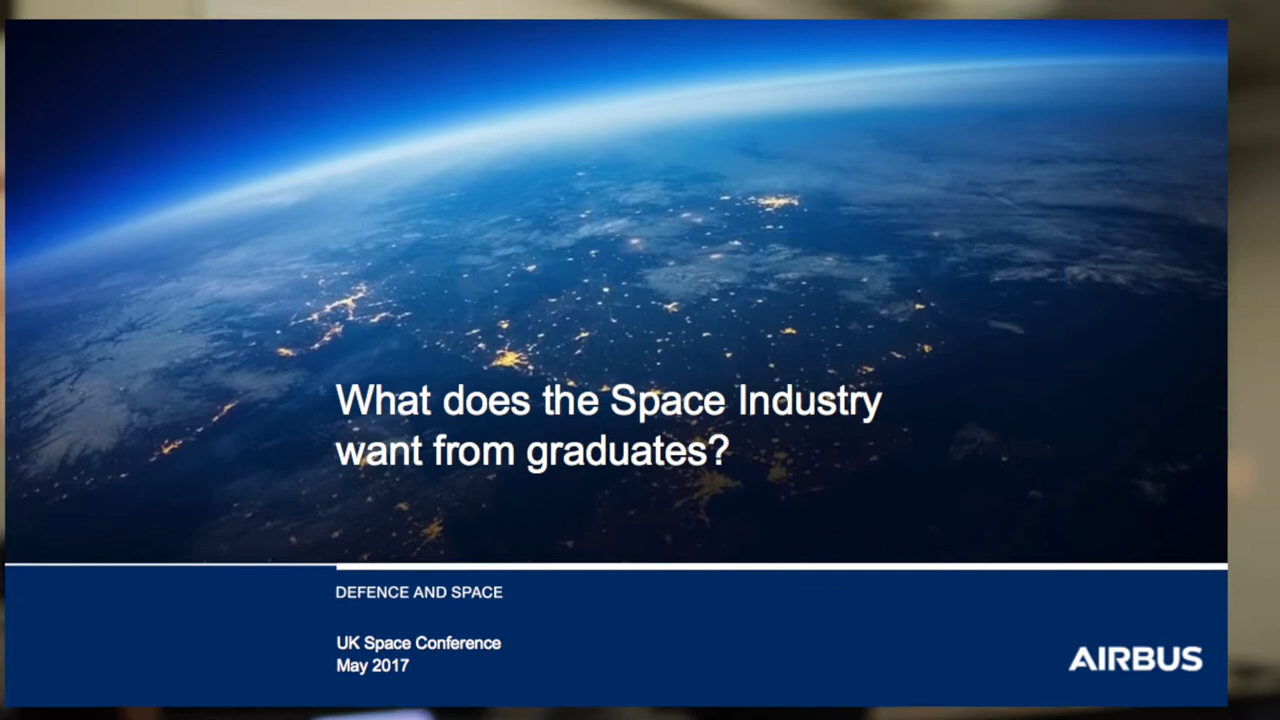 What does the Space Industry
want from graduates?
DEFENCE AND SPACE
UK Space Conference
May 2017
AIRBUS